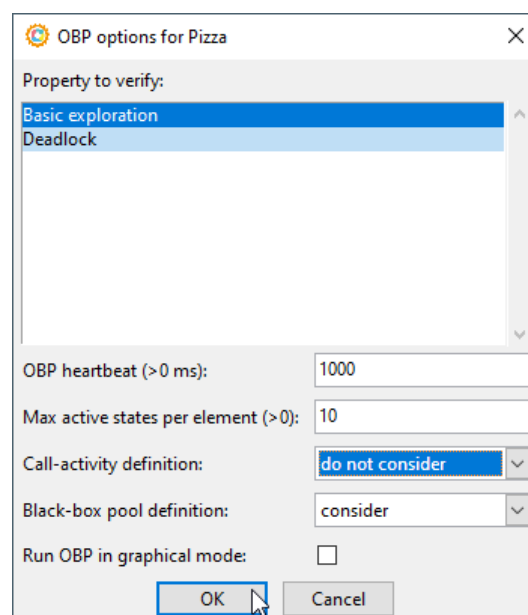 OBP options for Pizza
Property to verify:
Basic exploration
Deadlock
OBP heartbeat (>0 ms): 1000
Max active states per element (>0): 10
Call-activity definition: do not consider
Black-box pool definition: consider
Run OBP in graphical mode:
OK Cancel